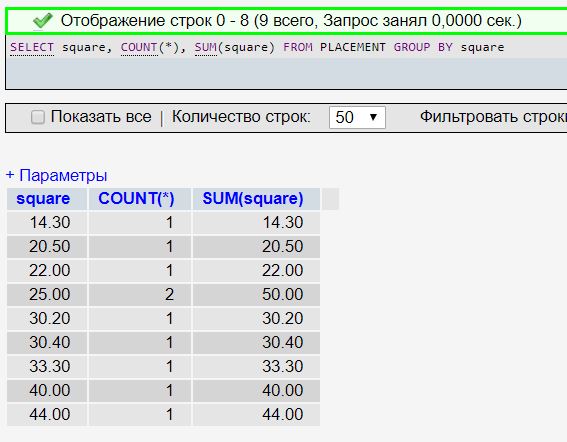 Отображение строк 0 - 8 (9 всего, Запрос занял 0,0000 сек.)
SELECT square, COUNT(*), SUM(square) FROM PLACEMENT GROUP BY square
Показать все | Количество строк: 50 Фильтровать
+ Параметры
square COUNT(*) SUM(square)
14.30 1 14.30
20.50 1 20.50
22.00 1 22.00
25.00 2 50.00
30.20 1 30.20
30.40 1 30.40
33.30 1 33.30
40.00 1 40.00
44.00 1 44.00